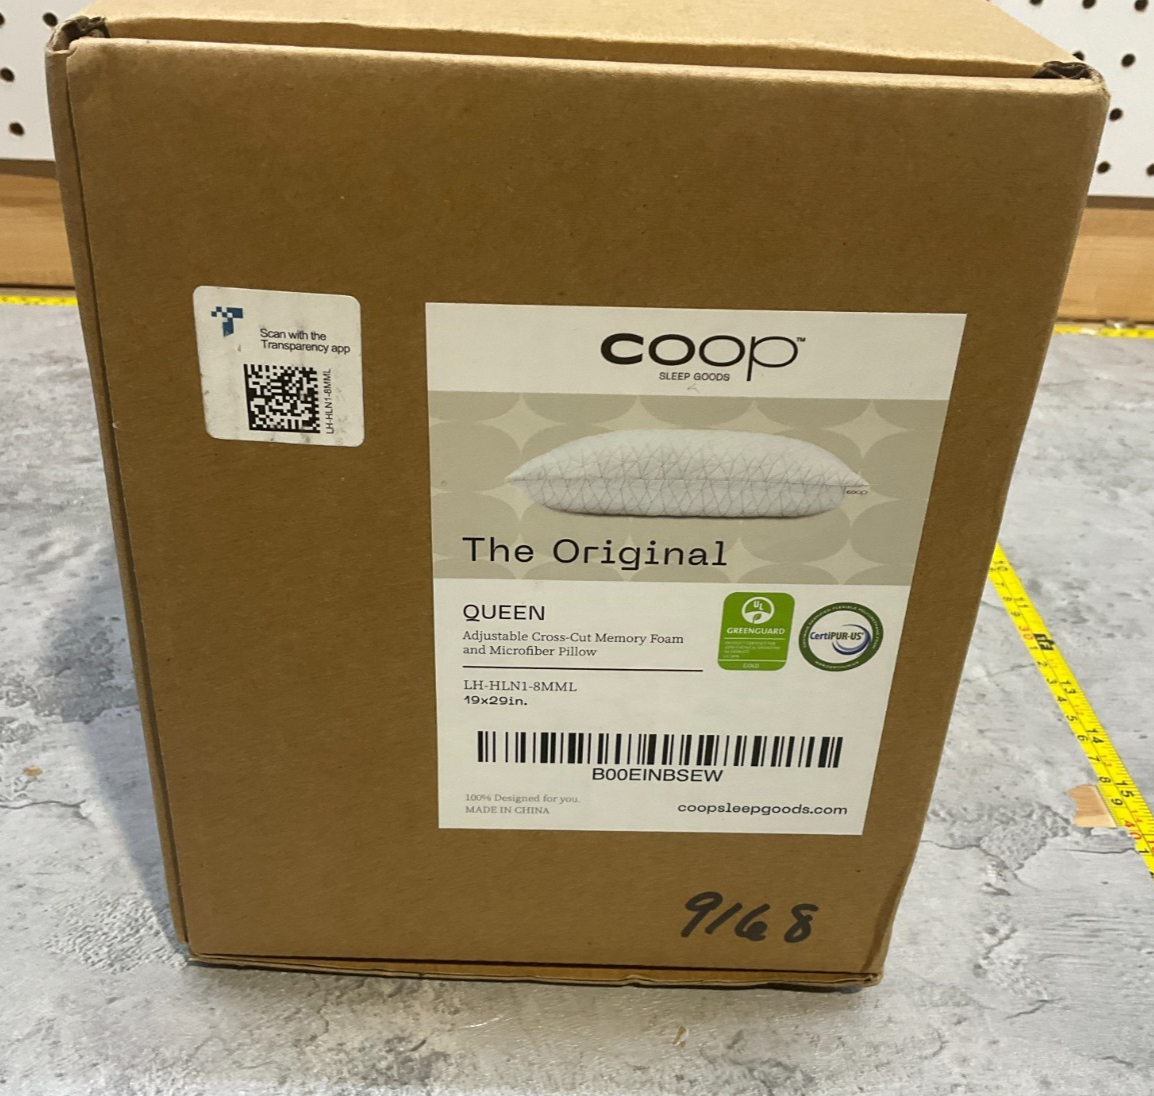 Scan with the
Transparency app
LH-HLN1-8MML
coop™
SLEEP GOODS
coop
The Original
QUEEN
Adjustable Cross-Cut Memory Foam
and Microfiber Pillow
UL
GREENGUARD
GOLD
CertiPUR-US®
LH-HLN1-8MML
19x29in.
B00EINBSEW
100% Designed for you.
MADE IN CHINA
coopsleepgoods.com
9168